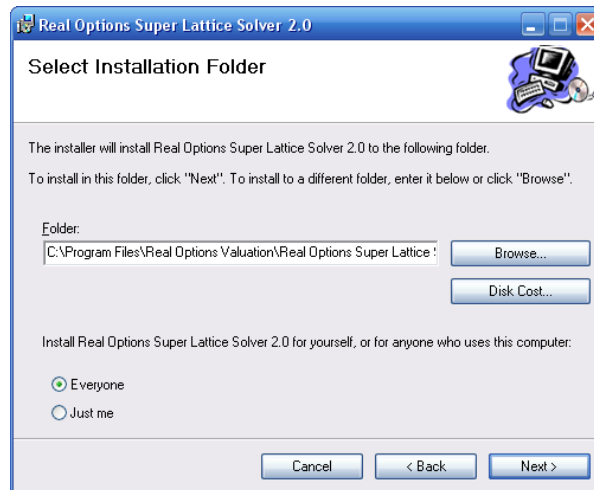 Real Options Super Lattice Solver 2.0
Select Installation Folder
The installer will install Real Options Super Lattice Solver 2.0 to the following folder.
To install in this folder, click "Next". To install to a different folder, enter it below or click "Browse".
Folder:
C:\Program Files\Real Options Valuation\Real Options Super Lattice
Browse...
Disk Cost...
Install Real Options Super Lattice Solver 2.0 for yourself, or for anyone who uses this computer:
Everyone
Just me
Cancel
< Back
Next >